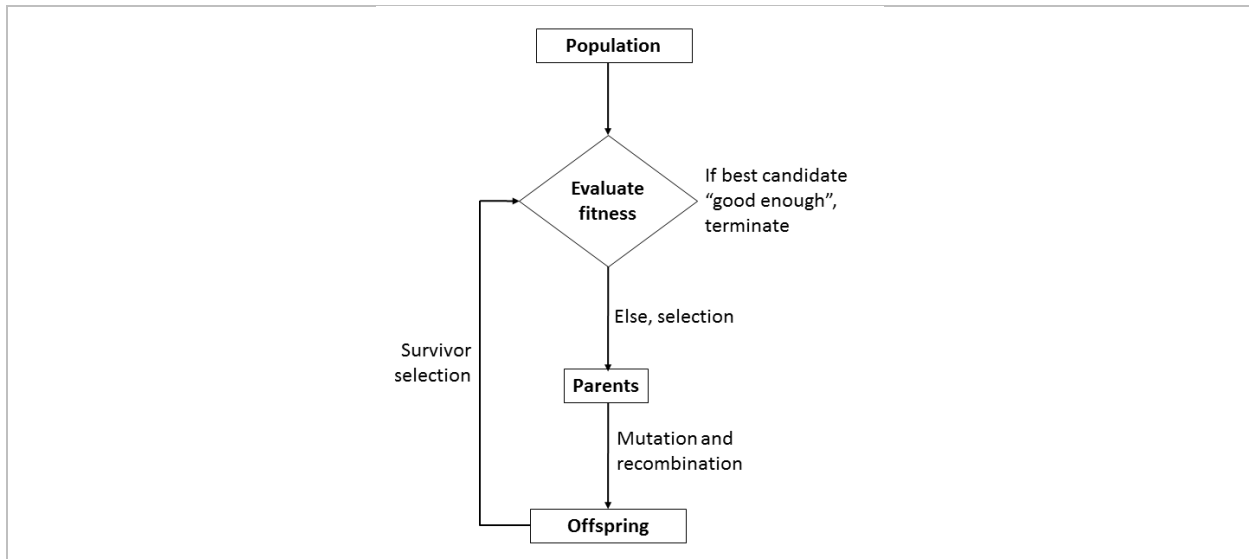 Population
Evaluate
fitness
If best candidate
“good enough”,
terminate
Else, selection
Survivor
selection
Parents
Mutation and
recombination
Offspring